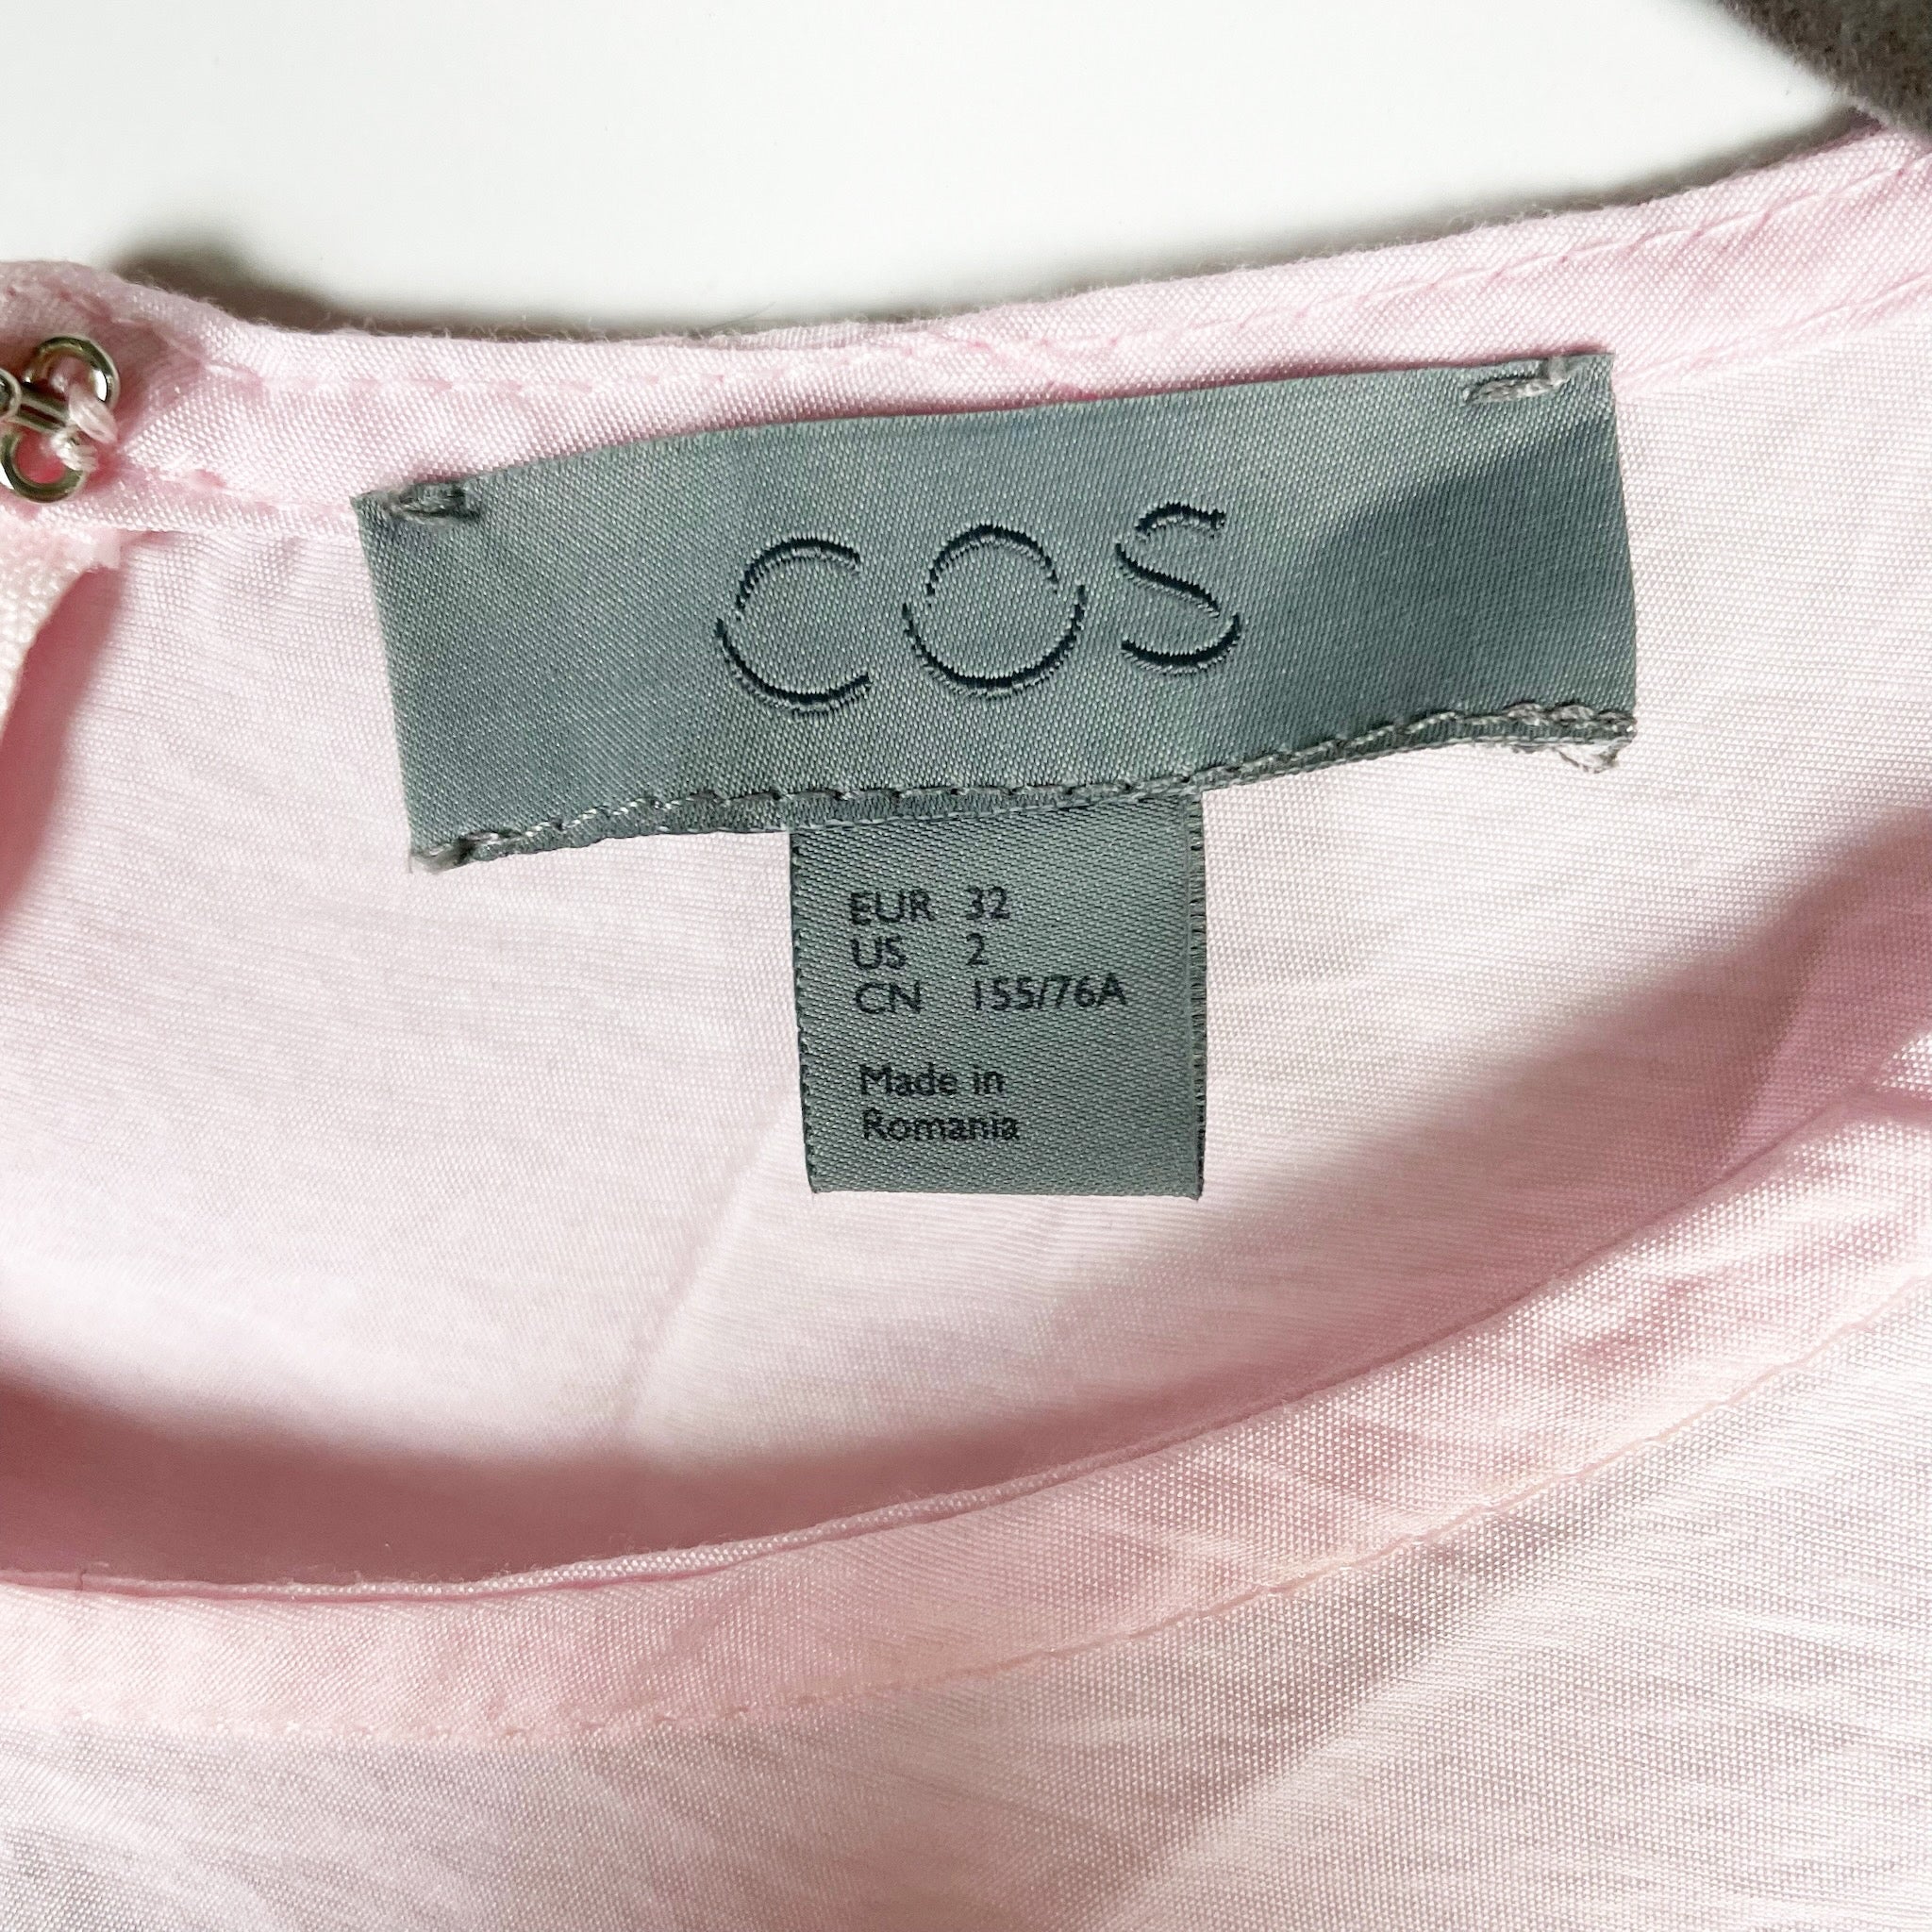 COS
EUR 32
US 2
CN 155/76A
Made in
Romania